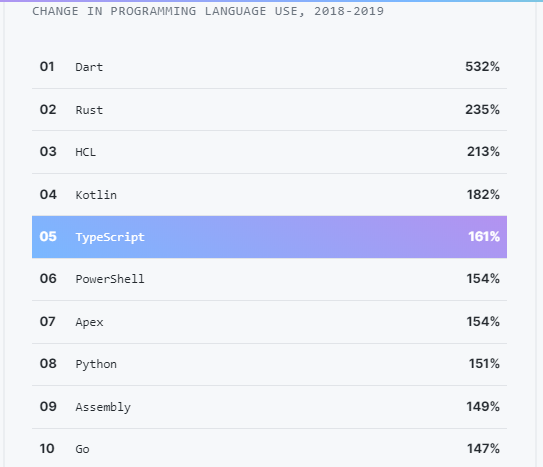 CHANGE IN PROGRAMMING LANGUAGE USE, 2018-2019
01 Dart 532%
02 Rust 235%
03 HCL 213%
04 Kotlin 182%
05 TypeScript 161%
06 PowerShell 154%
07 Apex 154%
08 Python 151%
09 Assembly 149%
10 Go 147%